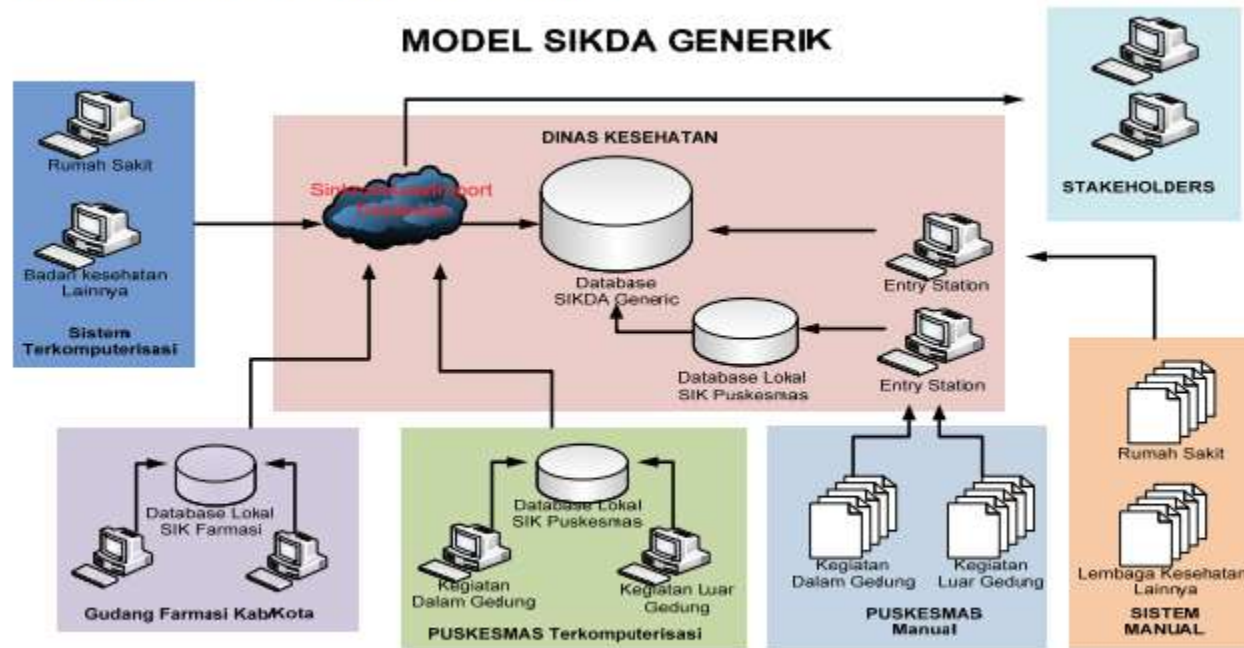 MODEL SIKDA GENERIK
Rumah Sakit
Badan kesehatan
Lainnya
Sistem
Terkomputerisasi
DINAS KESEHATAN
Database
SIKDA Generic
Entry Station
Database Lokal
SIK Puskesmas
Entry Station
STAKEHOLDERS
Database Lokal
SIK Farmasi
Gudang Farmasi Kab/Kota
Database Lokal
SIK Puskesmas
Kegiatan
Dalam Gedung
Kegiatan Luar
Gedung
PUSKESMAS Terkomputerisasi
Kegiatan
Dalam Gedung
Kegiatan
Luar Gedung
PUSKESMAS
Manual
Rumah Sakit
Lembaga Kesehatan
Lainnya
SISTEM
MANUAL